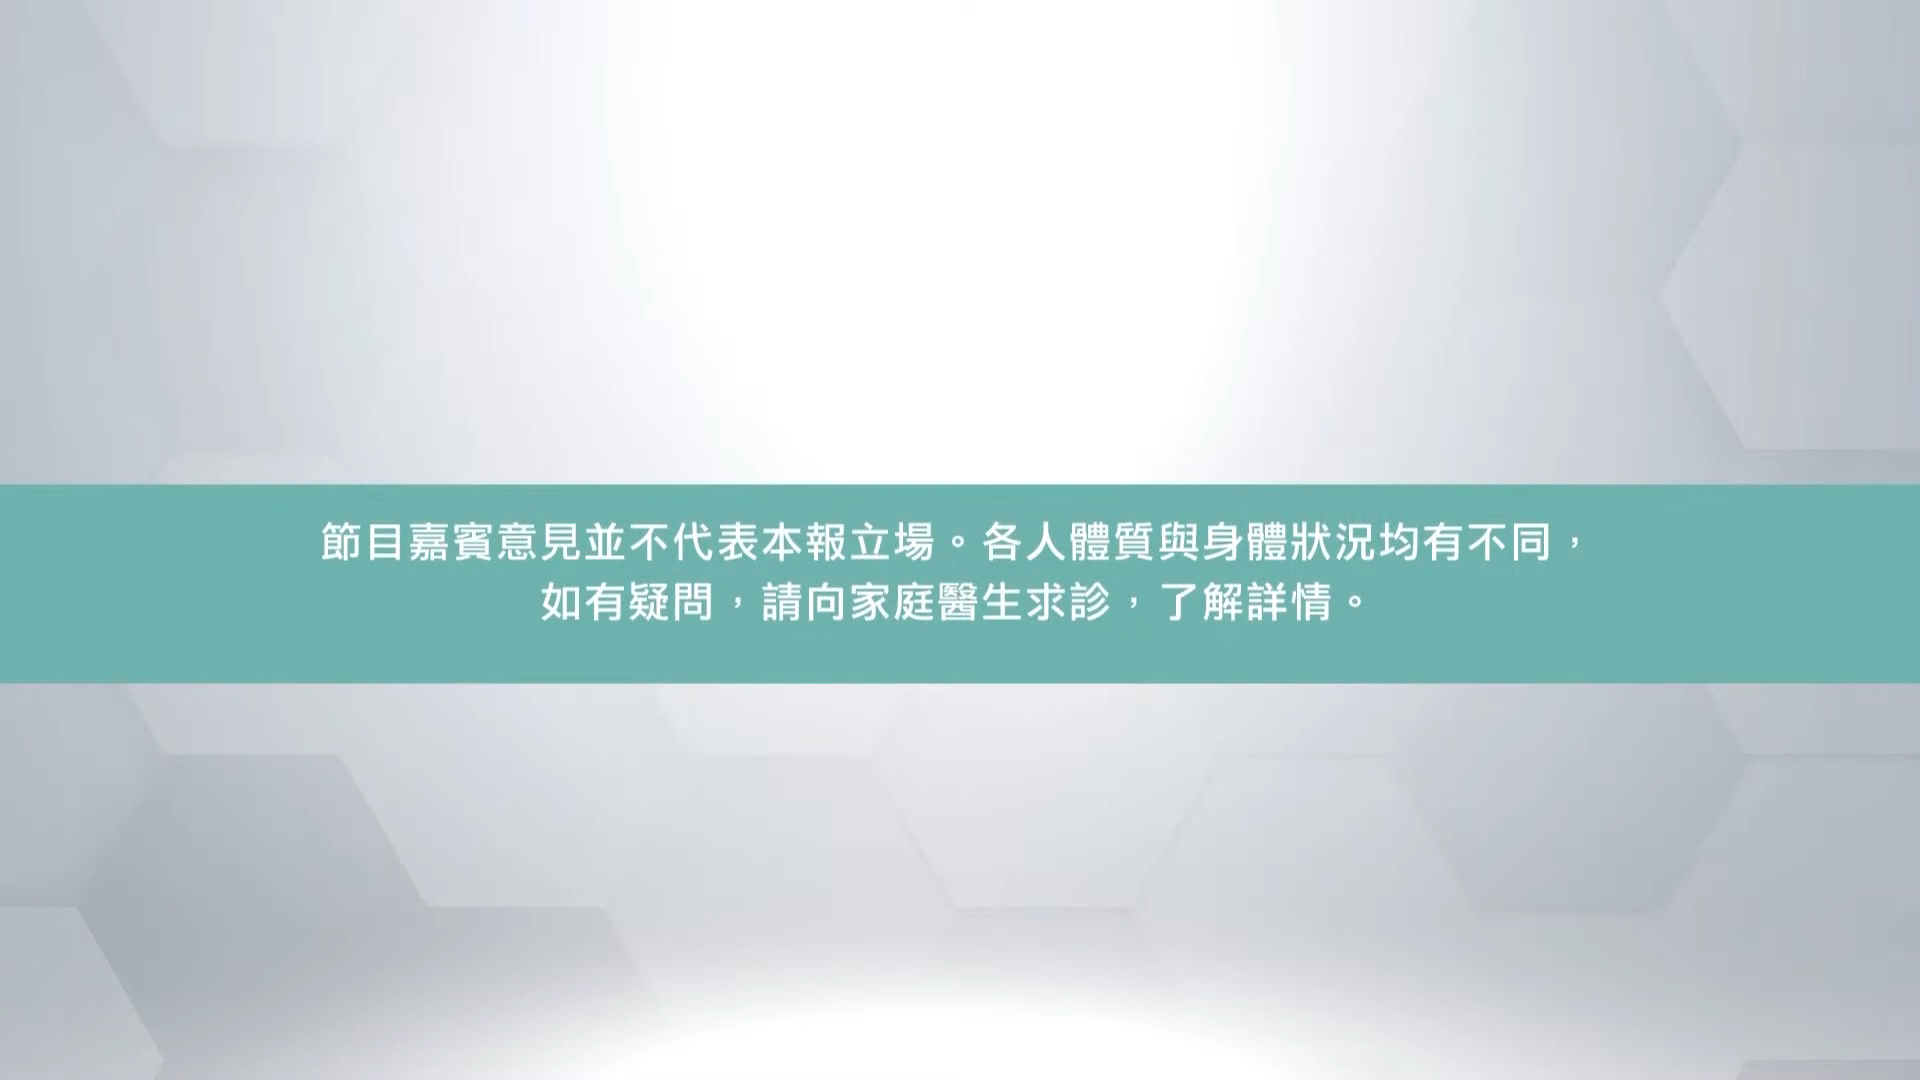 節目嘉賓意見並不代表本報立場。各人體質與身體狀況均有不同，
如有疑問，請向家庭醫生求診，了解詳情。